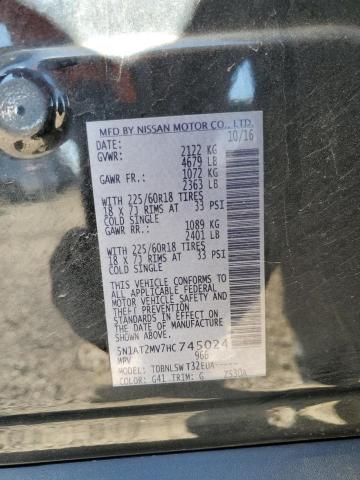 MFD BY NISSAN MOTOR CO., LTD.
DATE: 10/16
GVWR: 2122 KG
4679 LB
GAWR FR.: 1072 KG
2363 LB
WITH 225/60R18 TIRES
18 X 7J RIMS AT 33 PSI
COLD SINGLE
GAWR RR.: 1089 KG
2401 LB
WITH 225/60R18 TIRES
18 X 7J RIMS AT 33 PSI
COLD SINGLE
THIS VEHICLE CONFORMS TO ALL
APPLICABLE FEDERAL MOTOR
VEHICLE SAFETY AND THEFT
PREVENTION STANDARDS IN
EFFECT ON THE DATE OF
MANUFACTURE SHOWN ABOVE.
5N1AT2MV7HC745024
MPV 966
MODEL:
COLOR: G41 TRIM: G 7530A